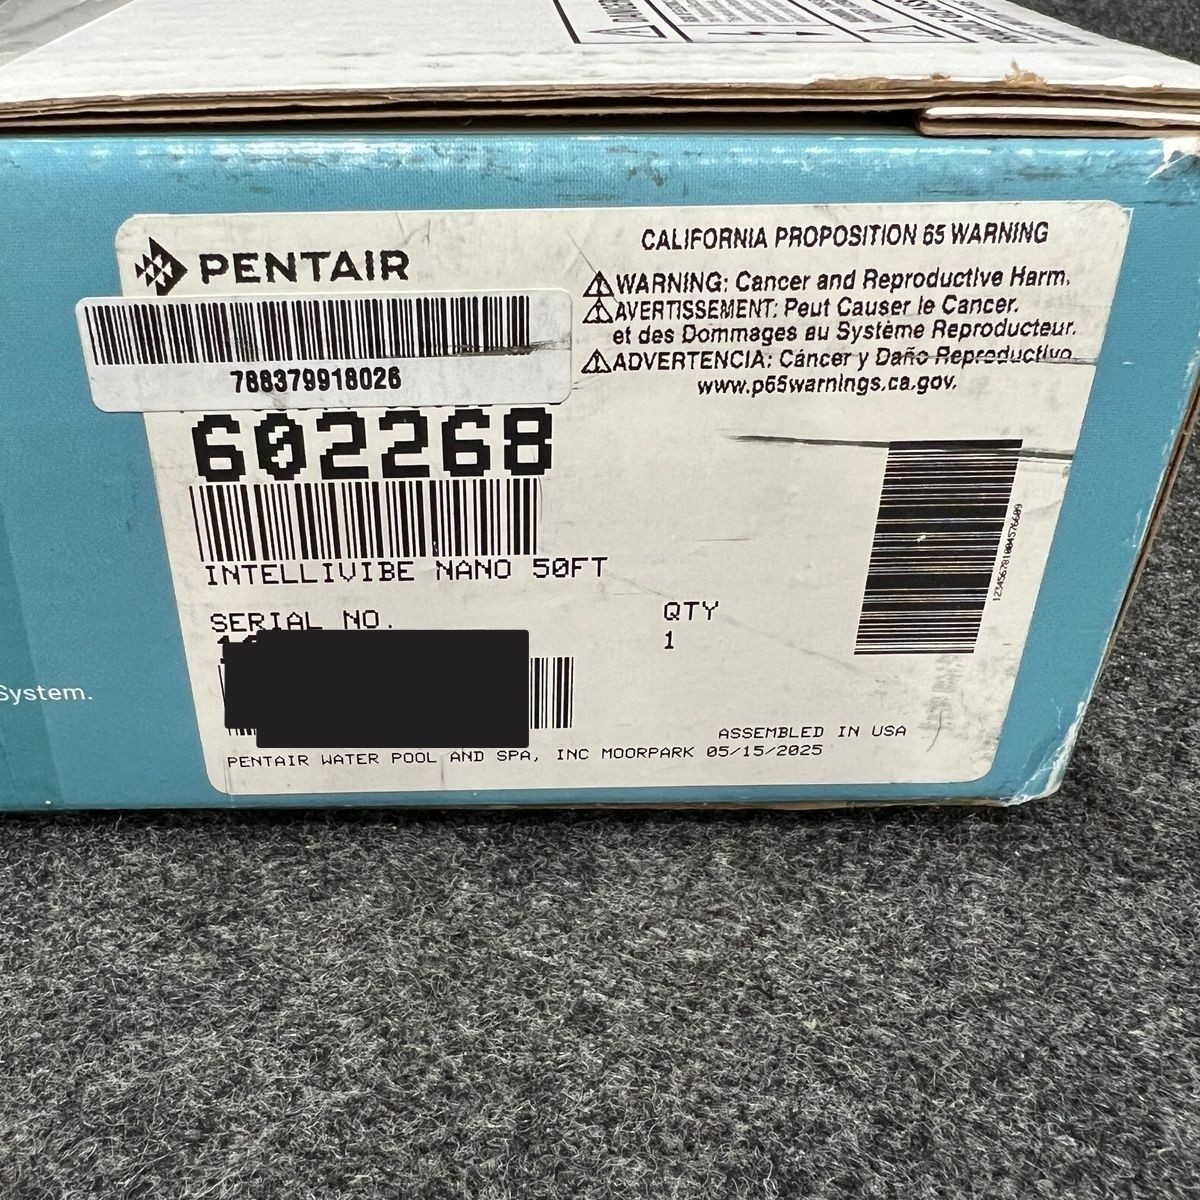 PENTAIR
788379918026
602268
INTELLIVIBE NANO 50FT
SERIAL NO.
QTY
1
CALIFORNIA PROPOSITION 65 WARNING
WARNING: Cancer and Reproductive Harm.
AVERTISSEMENT: Peut Causer le Cancer.
et des Dommages au Système Reproducteur.
ADVERTENCIA: Cáncer y Daño Reproductivo
www.p65warnings.ca.gov.
ASSEMBLED IN USA
PENTAIR WATER POOL AND SPA, INC MOORPARK 05/15/2025
System.